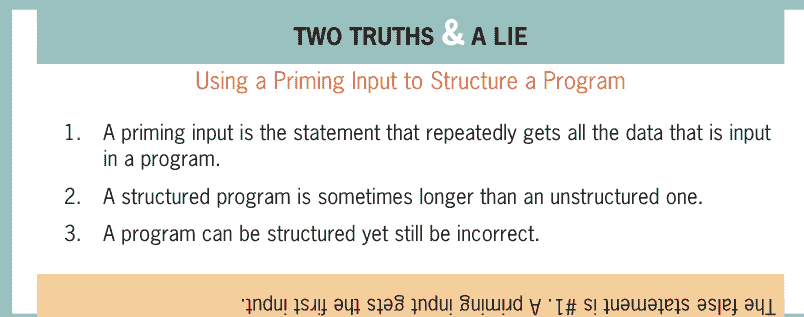 TWO TRUTHS & A LIE
Using a Priming Input to Structure a Program
1. A priming input is the statement that repeatedly gets all the data that is input
in a program.
2. A structured program is sometimes longer than an unstructured one.
3. A program can be structured yet still be incorrect.
The false statement is #1. A priming input gets the first input.